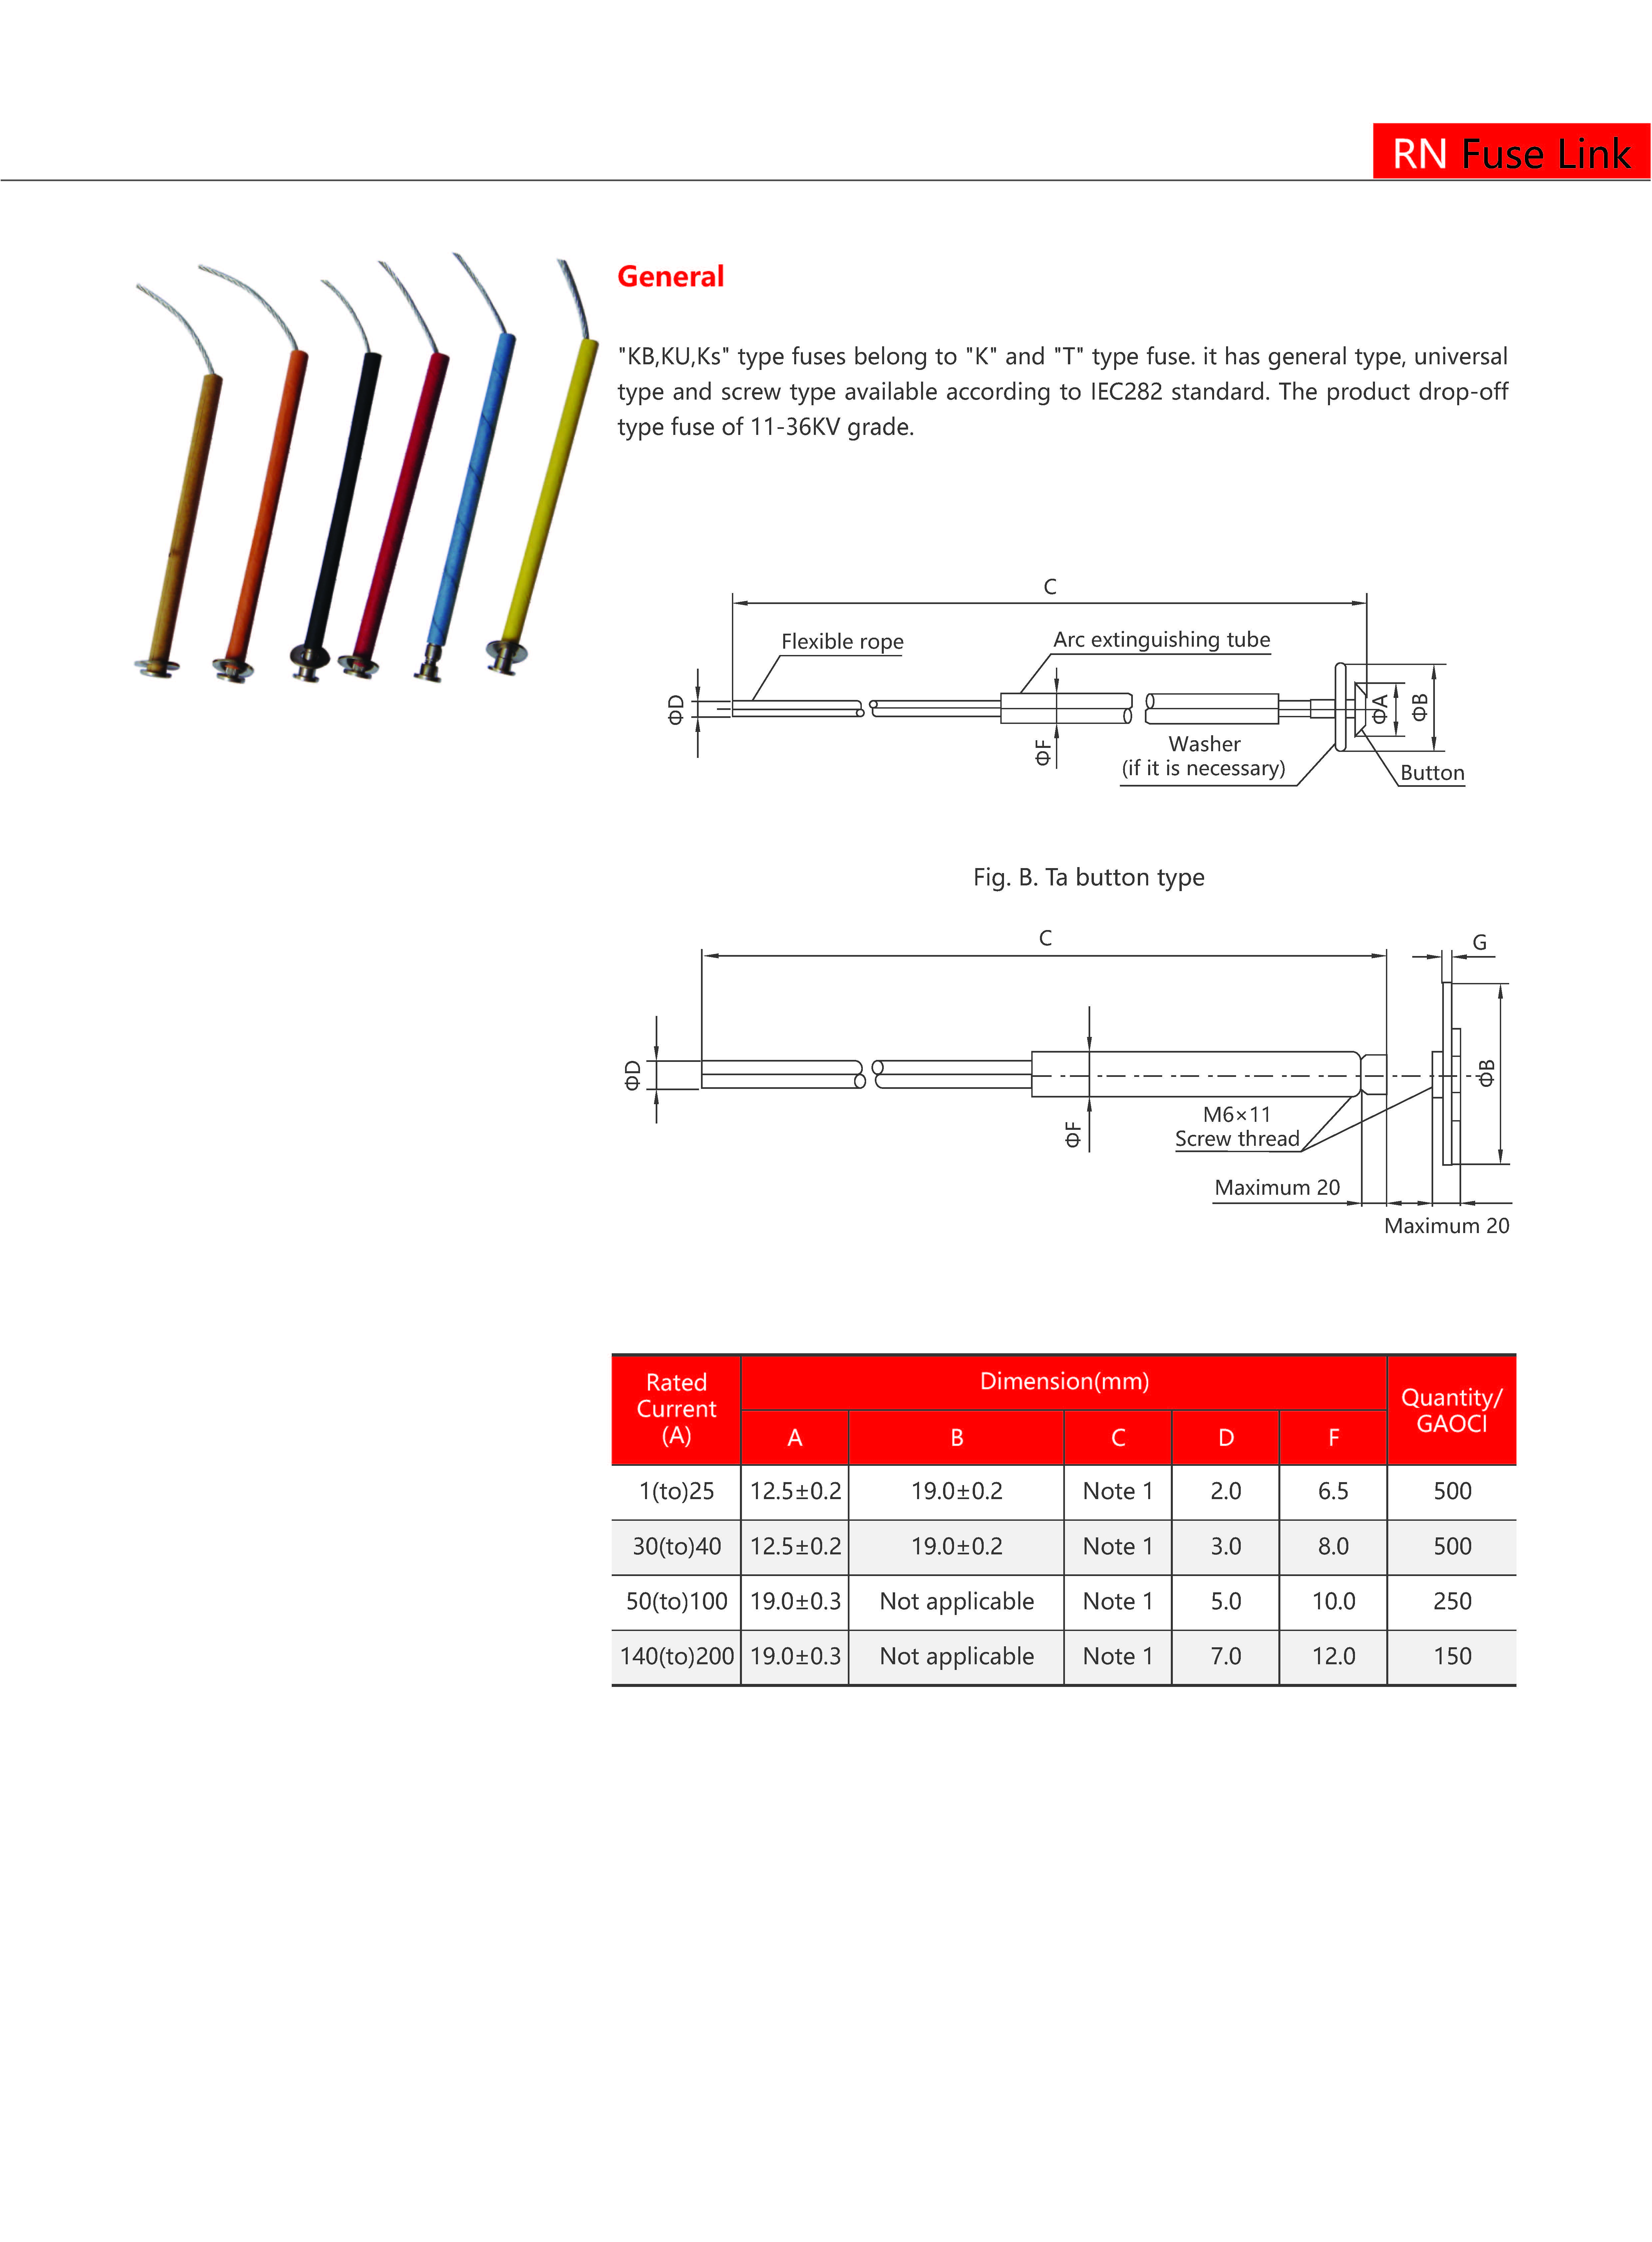 RN Fuse Link
General
"KB,KU,Ks" type fuses belong to "K" and "T" type fuse. it has general type, universal
type and screw type available according to IEC282 standard. The product drop-off
type fuse of 11-36KV grade.
C
Flexible rope
Arc extinguishing tube
ΦD
ΦF
ΦA
ΦB
Washer
(if it is necessary)
Button
Fig. B. Ta button type
C
G
ΦD
ΦB
ΦF
M6×11
Screw thread
Maximum 20
Maximum 20
Rated Current (A) Dimension(mm) Quantity/ GAOCI
A B C D F
1(to)25 12.5±0.2 19.0±0.2 Note 1 2.0 6.5 500
30(to)40 12.5±0.2 19.0±0.2 Note 1 3.0 8.0 500
50(to)100 19.0±0.3 Not applicable Note 1 5.0 10.0 250
140(to)200 19.0±0.3 Not applicable Note 1 7.0 12.0 150